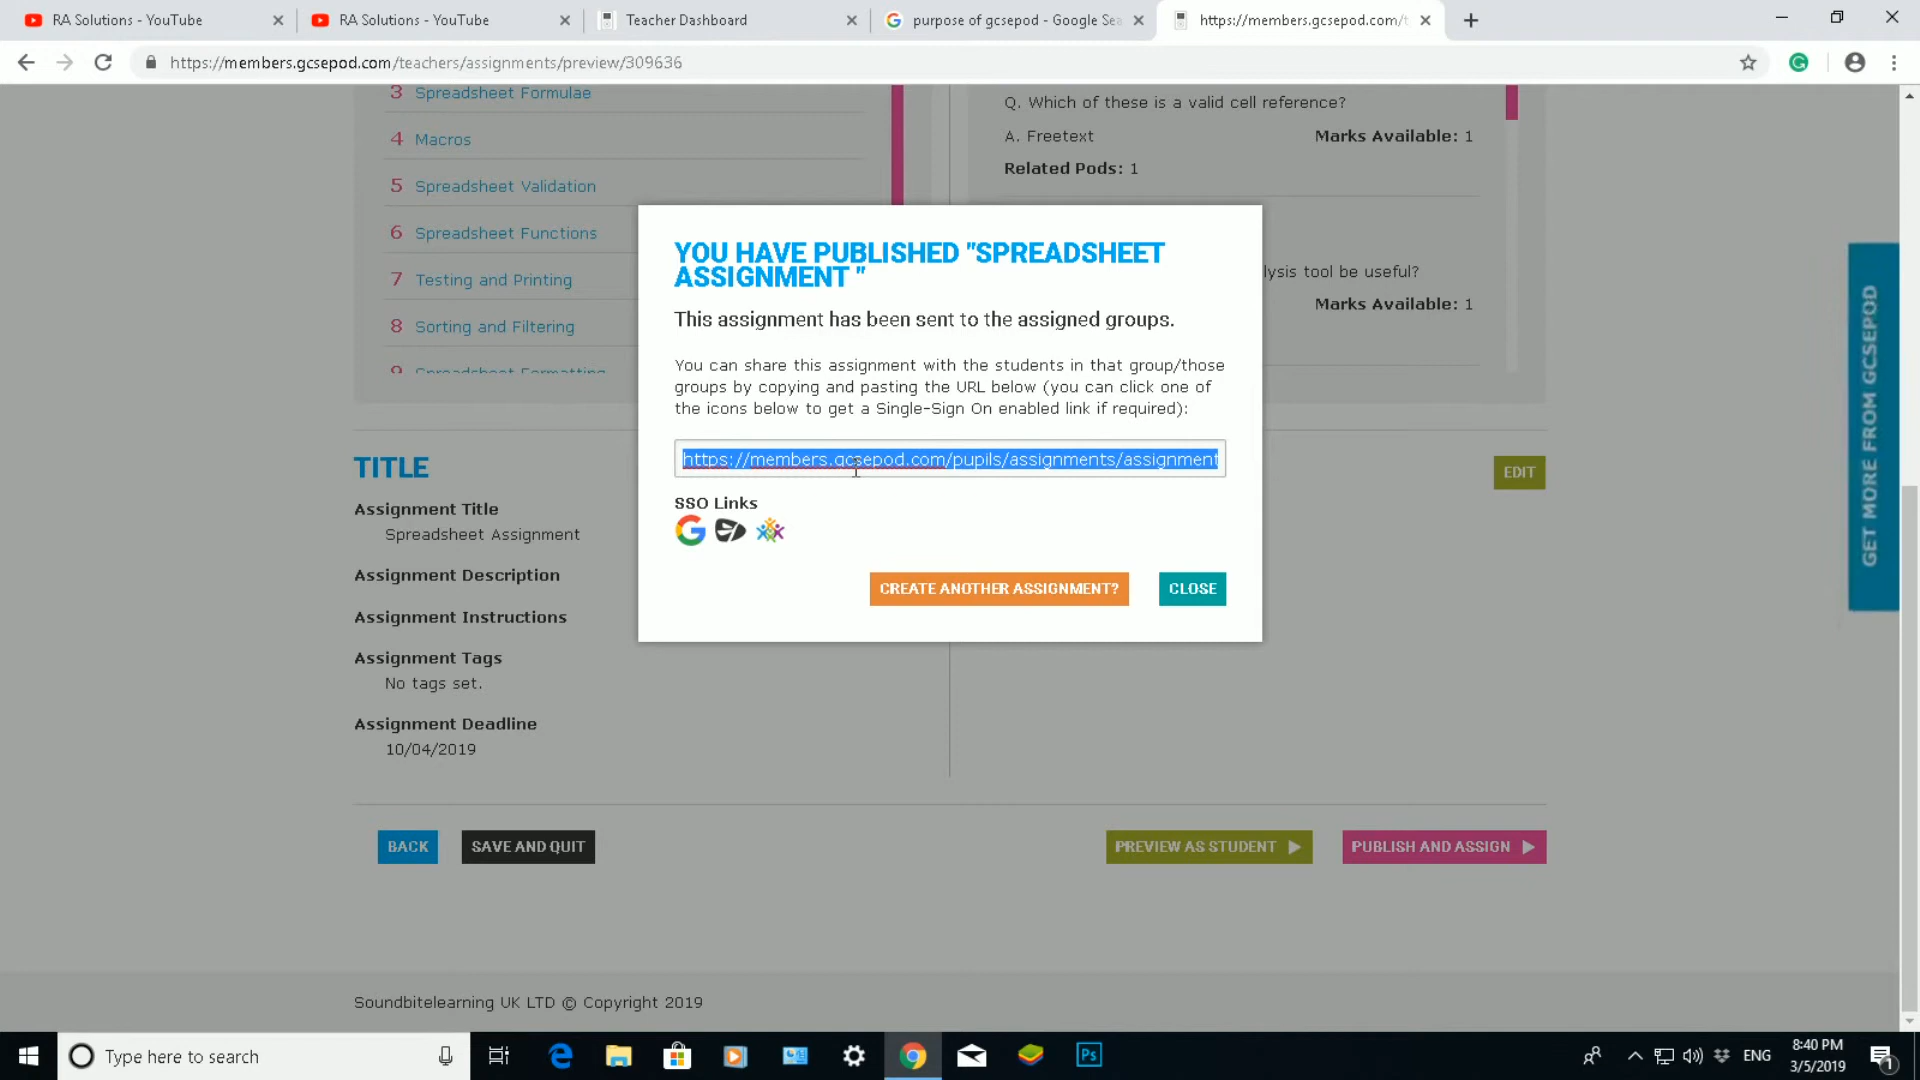 RA Solutions - YouTube
RA Solutions - YouTube
Teacher Dashboard
purpose of gcsepod - Google Sea
https://members.gcsepod.com/t
https://members.gcsepod.com/teachers/assignments/preview/309636
3 Spreadsheet Formulae
4 Macros
5 Spreadsheet Validation
6 Spreadsheet Functions
7 Testing and Printing
8 Sorting and Filtering
9 Spreadsheet Formatting
Q. Which of these is a valid cell reference?
A. Freetext Marks Available: 1
Related Pods: 1
lysis tool be useful?
Marks Available: 1
YOU HAVE PUBLISHED "SPREADSHEET
ASSIGNMENT "
This assignment has been sent to the assigned groups.
You can share this assignment with the students in that group/those
groups by copying and pasting the URL below (you can click one of
the icons below to get a Single-Sign On enabled link if required):
https://members.gcsepod.com/pupils/assignments/assignment
SSO Links
CREATE ANOTHER ASSIGNMENT?
CLOSE
GET MORE FROM GCSEPOD
TITLE
EDIT
Assignment Title
Spreadsheet Assignment
Assignment Description
Assignment Instructions
Assignment Tags
No tags set.
Assignment Deadline
10/04/2019
BACK
SAVE AND QUIT
PREVIEW AS STUDENT
PUBLISH AND ASSIGN
Soundbitelearning UK LTD © Copyright 2019
Type here to search
Ps
ENG
8:40 PM
3/5/2019
1